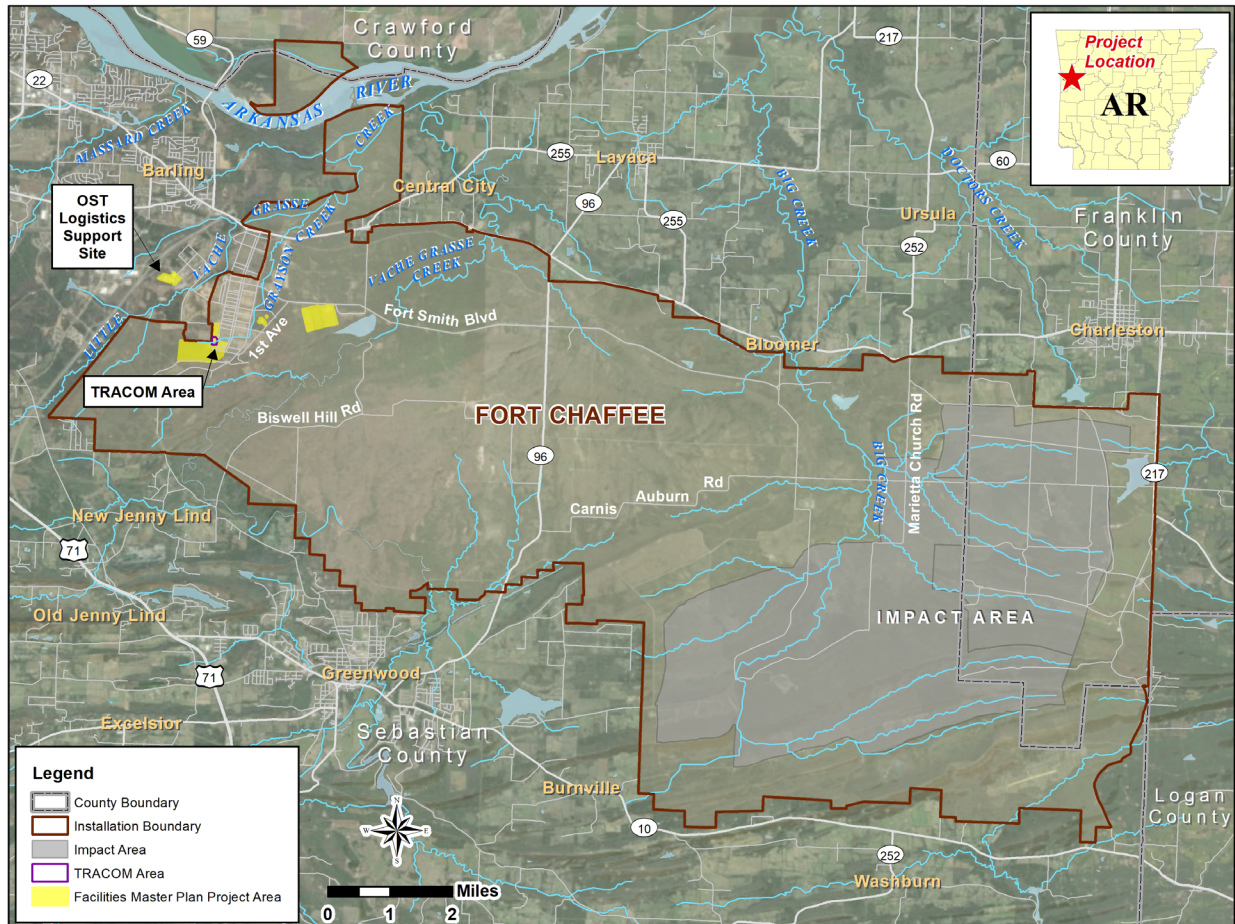 Crawford
County
59
217
22
ARKANSAS RIVER
MASSARD CREEK
Barling
CREEK
255
Lavaca
60
DOCTORS CREEK
Central City
96
BIG CREEK
255
Ursula
252
Franklin
County
OST
Logistics
Support
Site
GRASSE
VACHE
LITTLE
GRAYSON CREEK
VACHE GRASSE
CREEK
Fort Smith Blvd
1st Ave
Charleston
Bloomer
TRACOM Area
Biswell Hill Rd
FORT CHAFFEE
Marietta Church Rd
BIG CREEK
96
217
Carnis
Auburn
Rd
New Jenny Lind
71
Old Jenny Lind
IMPACT AREA
Greenwood
71
Excelsior
Sebastian
County
Burnville
Logan
County
10
252
Washburn
Project
Location
AR
Legend
County Boundary
Installation Boundary
Impact Area
TRACOM Area
Facilities Master Plan Project Area
N
W
E
S
Miles
0 1 2